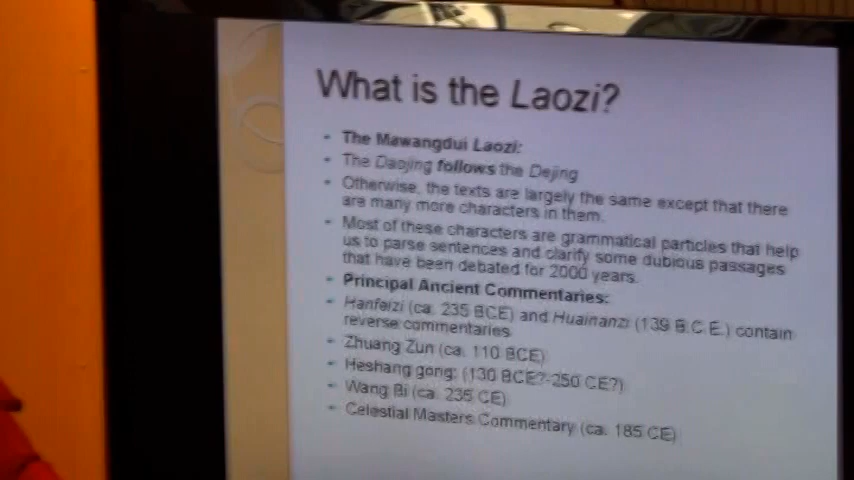 What is the Laozi?
- The Mawangdui Laozi:
- The Daojing follows the Dejing
- Otherwise, the texts are largely the same except that there
are many more characters in them.
- Most of these characters are grammatical particles that help
us to parse sentences and clarify some dubious passages
that have been debated for 2000 years.
- Principal Ancient Commentaries:
- Hanfeizi (ca. 235 BCE) and Huainanzi (139 B.C.E.) contain
reverse commentaries
- Zhuang Zun (ca. 110 BCE)
- Heshang gong: (130 BCE?-250 CE?)
- Wang Bi (ca. 235 CE)
- Celestial Masters Commentary (ca. 185 CE)